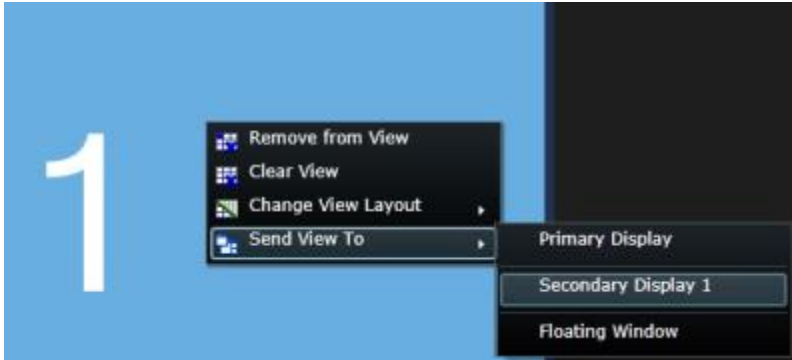 1
Remove from View
Clear View
Change View Layout
Send View To
Primary Display
Secondary Display 1
Floating Window